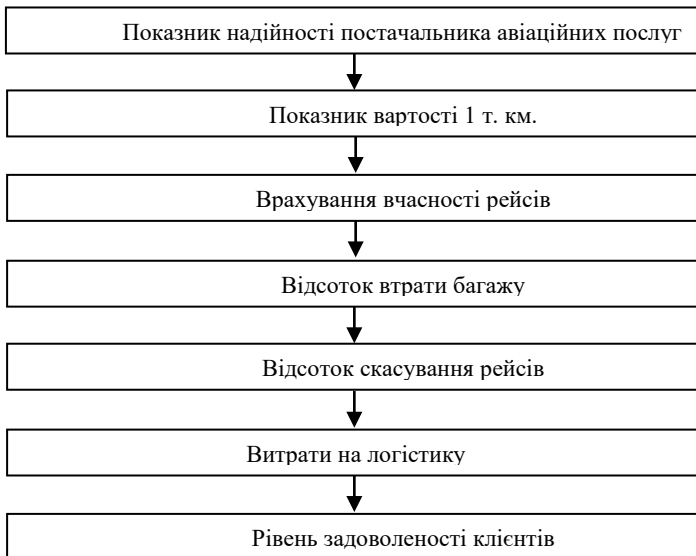 Показник надійності постачальника авіаційних послуг
Показник вартості 1 т. км.
Врахування вчасності рейсів
Відсоток втрати багажу
Відсоток скасування рейсів
Витрати на логістику
Рівень задоволеності клієнтів